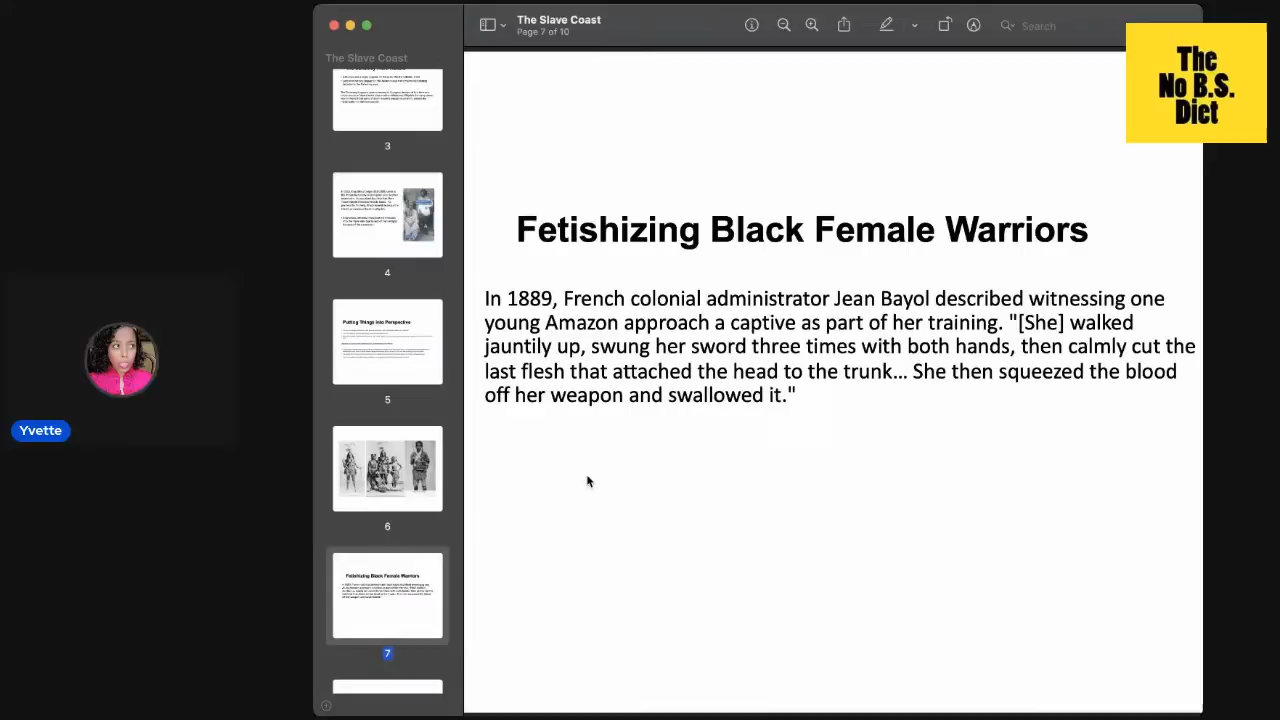 The Slave Coast
Page 7 of 10
Search
The
No B.S.
Diet
The Slave Coast
3
4
Putting Things Into Perspective
5
6
Fetishizing Black Female Warriors
7
Fetishizing Black Female Warriors
In 1889, French colonial administrator Jean Bayol described witnessing one
young Amazon approach a captive as part of her training. "[She] walked
jauntily up, swung her sword three times with both hands, then calmly cut the
last flesh that attached the head to the trunk... She then squeezed the blood
off her weapon and swallowed it."
Yvette